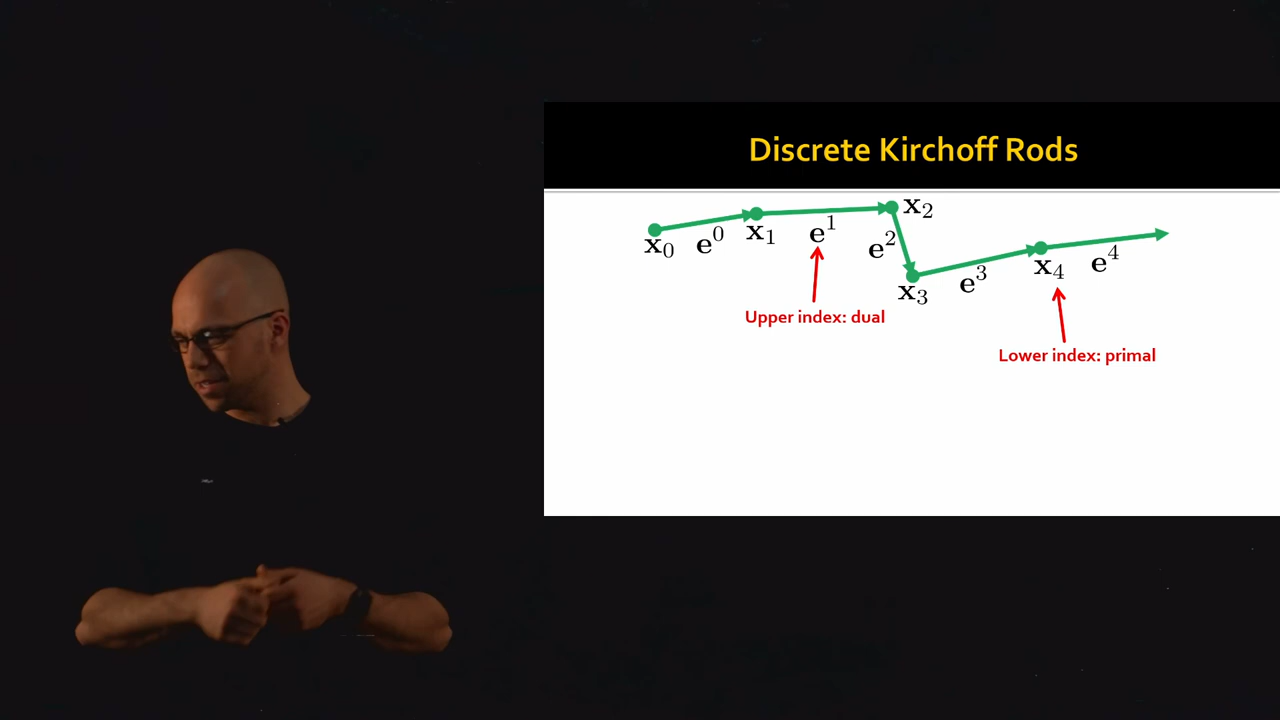 Discrete Kirchoff Rods
x₀ e⁰ x₁ e¹ e² x₂
x₃ e³ x₄ e⁴
Upper index: dual
Lower index: primal